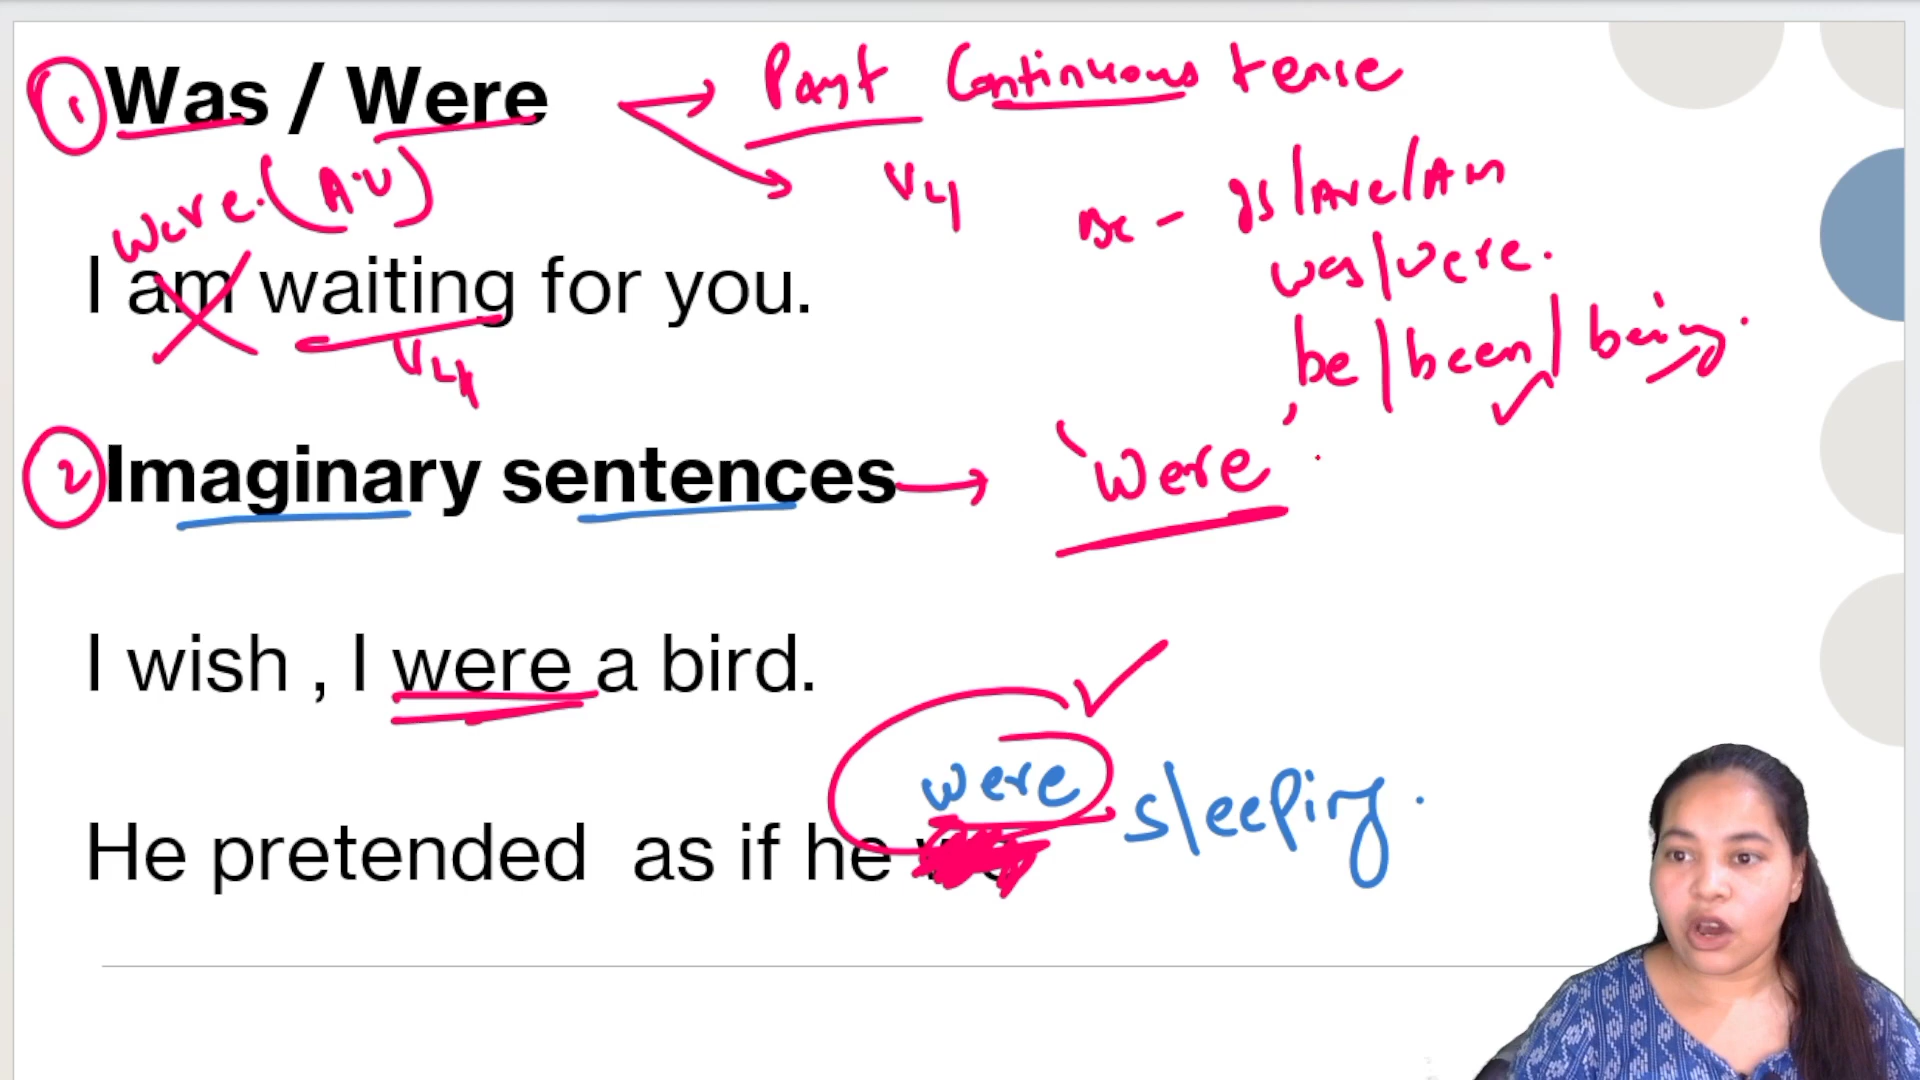 1 Was / Were → Past Continuous tense
V4
Be - Is/Are/Am
were. (A.V)
was/were.
I am waiting for you.
V4
be/been/being.
2 Imaginary sentences → 'Were'.
I wish , I were a bird.
were sleeping.
He pretended as if he